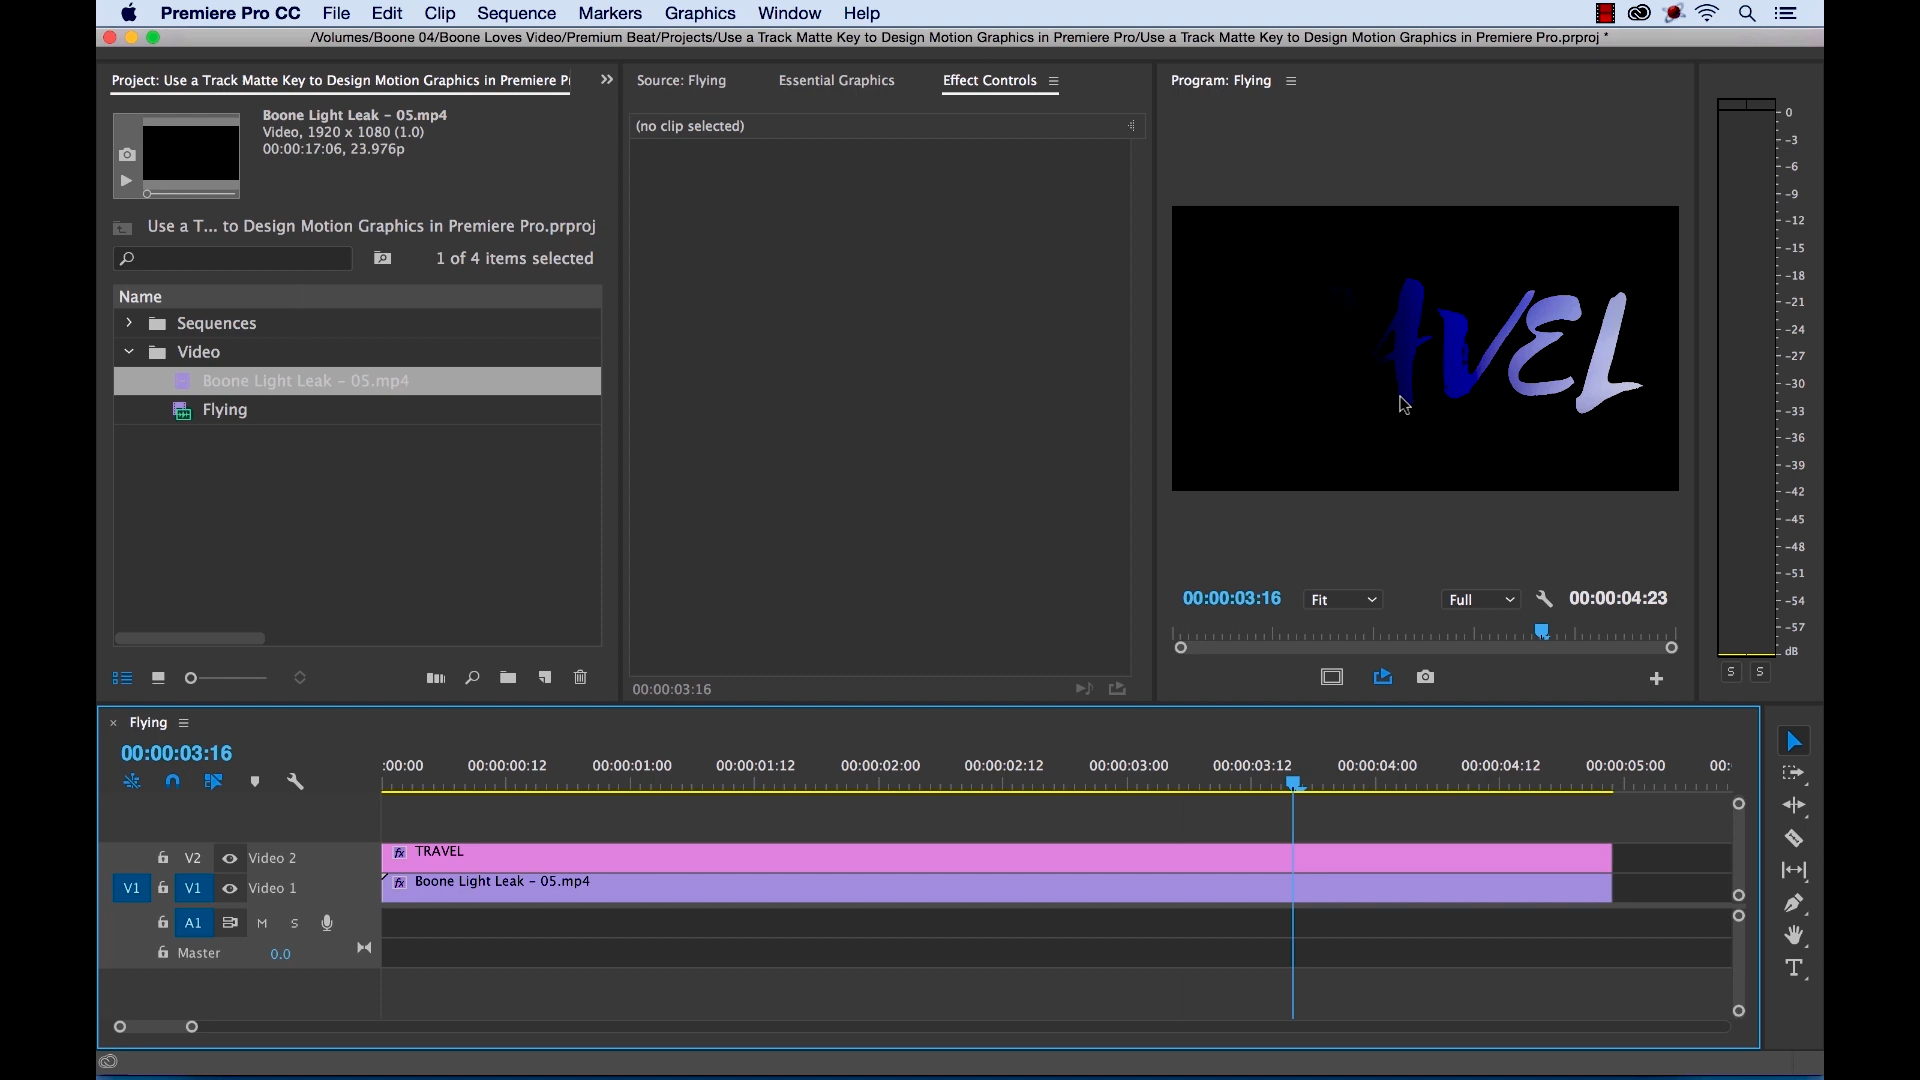 Premiere Pro CC File Edit Clip Sequence Markers Graphics Window Help
/Volumes/Boone 04/Boone Loves Video/Premium Beat/Projects/Use a Track Matte Key to Design Motion Graphics in Premiere Pro/Use a Track Matte Key to Design Motion Graphics in Premiere Pro.prproj *
Project: Use a Track Matte Key to Design Motion Graphics in Premiere P
Boone Light Leak - 05.mp4
Video, 1920 x 1080 (1.0)
00:00:17:06, 23.976p
Use a T... to Design Motion Graphics in Premiere Pro.prproj
1 of 4 items selected
Name
Sequences
Video
Boone Light Leak - 05.mp4
Flying
Source: Flying Essential Graphics Effect Controls
(no clip selected)
00:00:03:16
Program: Flying
AVEL
00:00:03:16 Fit Full 00:00:04:23
0
-3
-6
-9
-12
-15
-18
-21
-24
-27
-30
-33
-36
-39
-42
-45
-48
-51
-54
-57
dB
S S
× Flying
00:00:03:16
:00:00 00:00:00:12 00:00:01:00 00:00:01:12 00:00:02:00 00:00:02:12 00:00:03:00 00:00:03:12 00:00:04:00 00:00:04:12 00:00:05:00 00:
V2 Video 2 fx TRAVEL
V1 V1 Video 1 fx Boone Light Leak - 05.mp4
A1 M S
Master 0.0